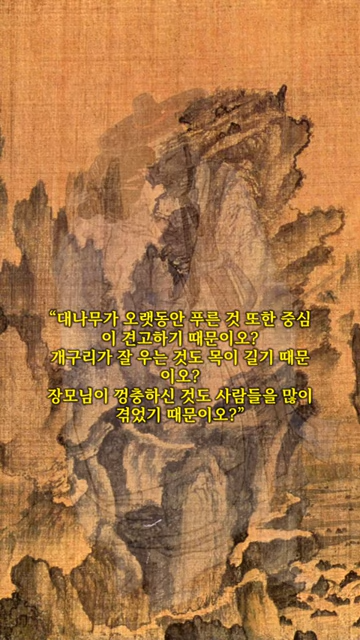 “대나무가 오랫동안 푸른 것 또한 중심
이 견고하기 때문이오?
개구리가 잘 우는 것도 목이 길기 때문
이오?
장모님이 껑충하신 것도 사람들을 많이
겪었기 때문이오?”